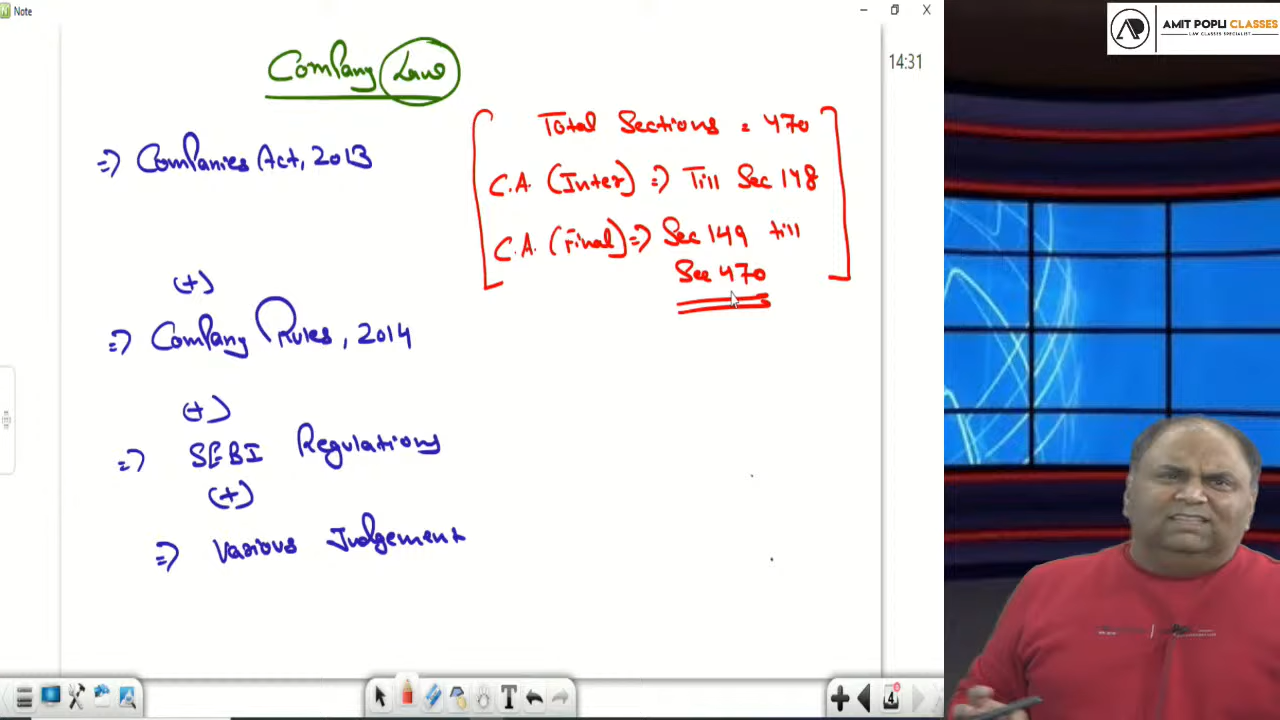 Note
AMIT POPLI CLASSES
LAW CLASSES SPECIALIST
14:31
Company Law
Total Sections = 470
C.A. (Inter) => Till Sec 148
C.A. (Final) => Sec 149 till
Sec 470
=> Companies Act, 2013
(+)
=> Company Rules, 2014
(+)
=> SEBI Regulations
(+)
=> Various Judgement
T
4